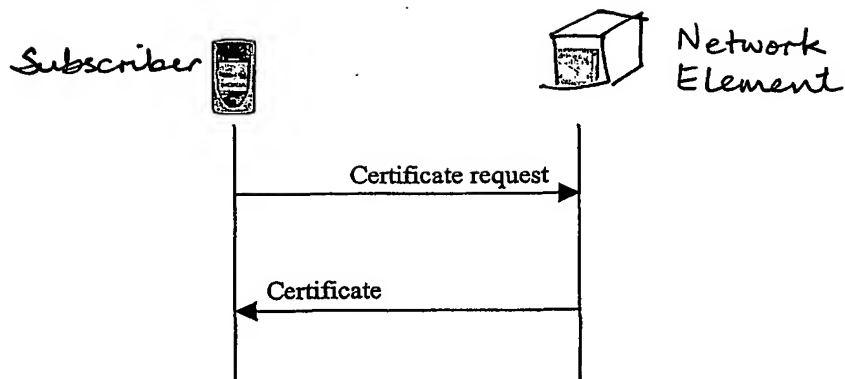 Subscriber
Network
Element
Certificate request
Certificate